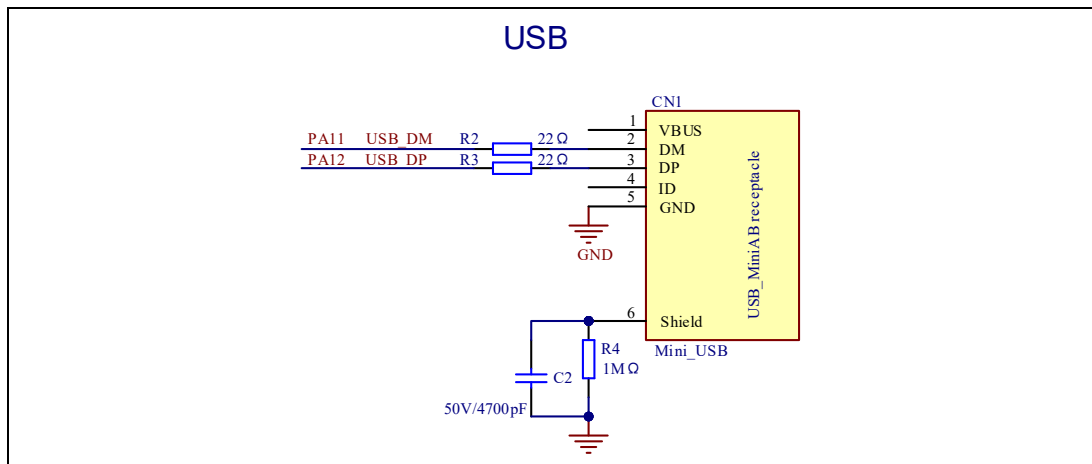 USB
CN1
1 VBUS
PA11 USB_DM R2 22Ω 2 DM
PA12 USB_DP R3 22Ω 3 DP
4 ID
5 GND
GND
USB_MiniAB receptacle
6 Shield
Mini_USB
R4
1MΩ
C2
50V/4700pF